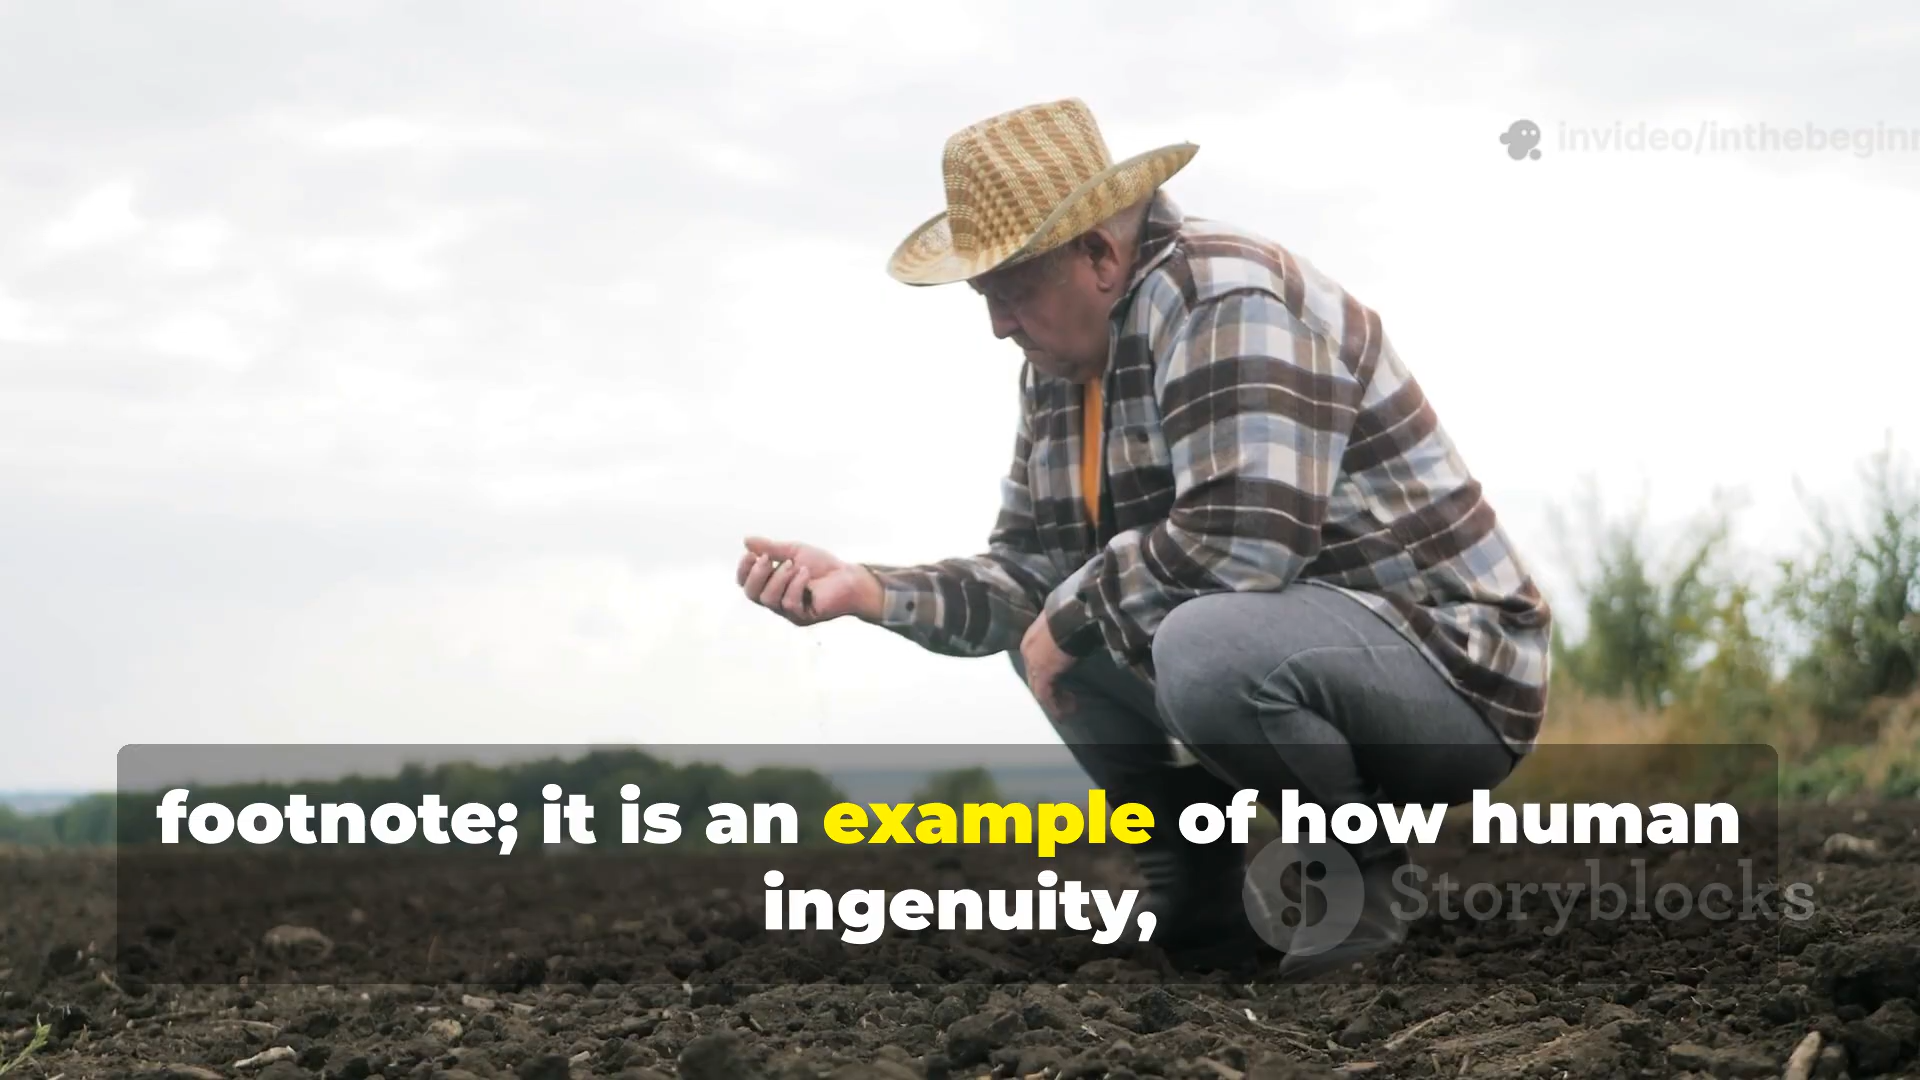 invideo/inthebeginn
footnote; it is an example of how human
ingenuity,
Storyblocks